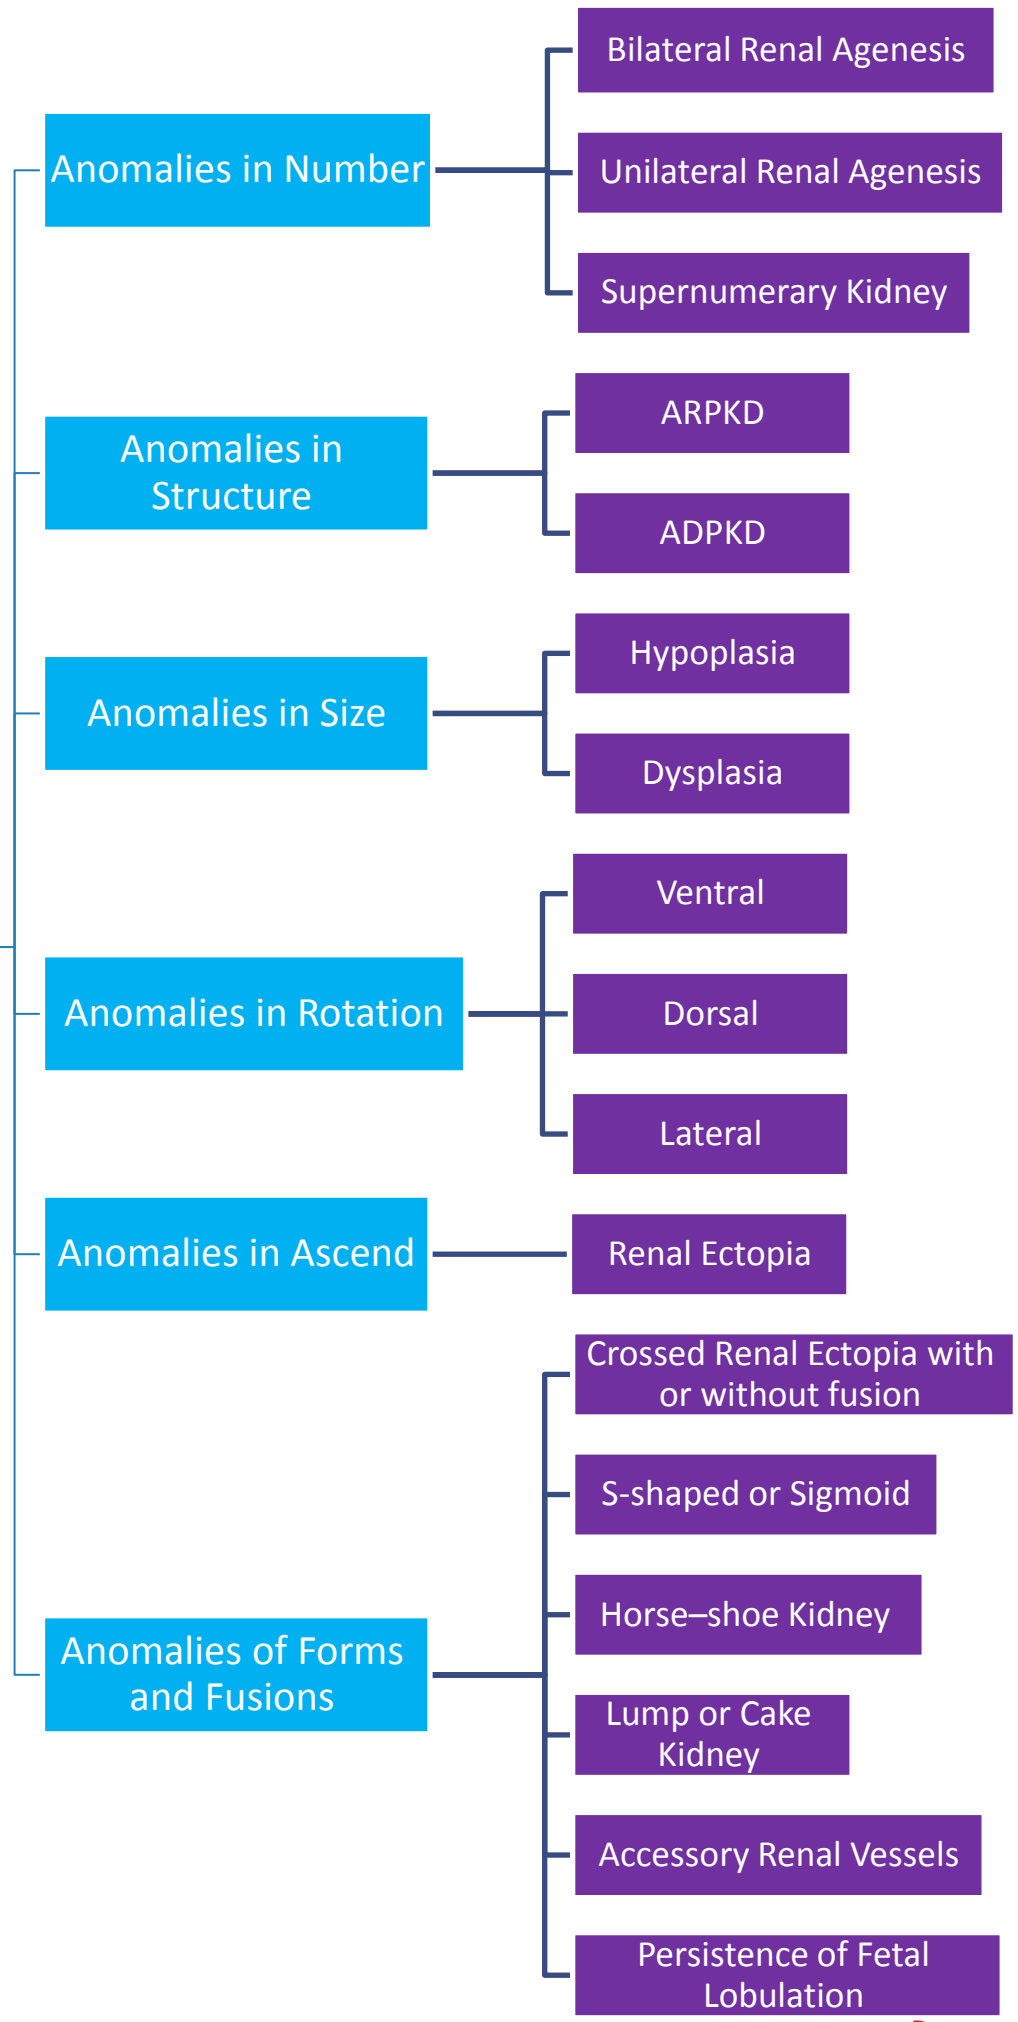 Anomalies in Number
Bilateral Renal Agenesis
Unilateral Renal Agenesis
Supernumerary Kidney
Anomalies in
Structure
ARPKD
ADPKD
Anomalies in Size
Hypoplasia
Dysplasia
Anomalies in Rotation
Ventral
Dorsal
Lateral
Anomalies in Ascend
Renal Ectopia
Anomalies of Forms
and Fusions
Crossed Renal Ectopia with
or without fusion
S-shaped or Sigmoid
Horse–shoe Kidney
Lump or Cake
Kidney
Accessory Renal Vessels
Persistence of Fetal
Lobulation